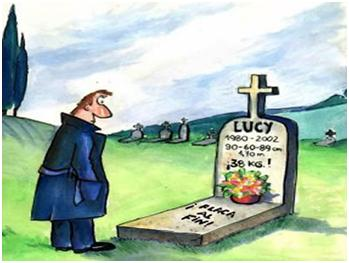 LUCY
1980-2002
90-60-89 cm
1,70 m
¡38 KG.!
¡ FLACA
AL
FIN!